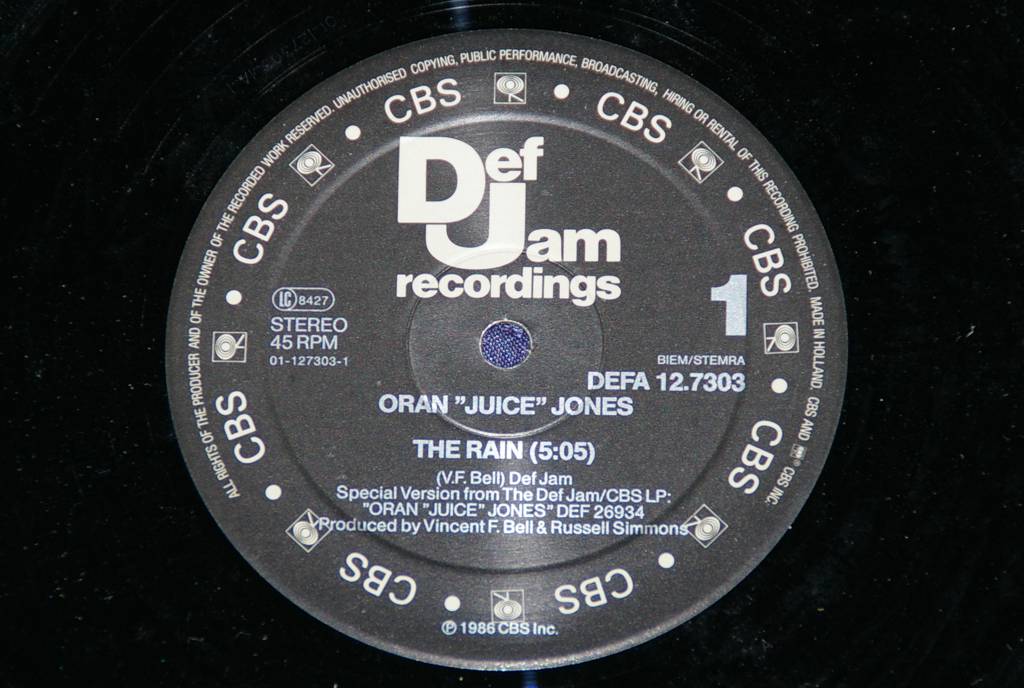 ALL RIGHTS OF THE PRODUCER AND OF THE OWNER OF THE RECORDED WORK RESERVED. UNAUTHORISED COPYING, PUBLIC PERFORMANCE, BROADCASTING, HIRING OR RENTAL OF THIS RECORDING PROHIBITED. MADE IN HOLLAND. CBS AND ® CBS INC.
CBS • CBS • CBS • CBS • CBS • CBS • CBS • CBS
Def
Jam
recordings
1
LC 8427
STEREO
45 RPM
01-127303-1
BIEM/STEMRA
DEFA 12.7303
ORAN "JUICE" JONES
THE RAIN (5:05)
(V.F. Bell) Def Jam
Special Version from The Def Jam/CBS LP:
"ORAN "JUICE" JONES" DEF 26934
Produced by Vincent F. Bell & Russell Simmons
℗ 1986 CBS Inc.